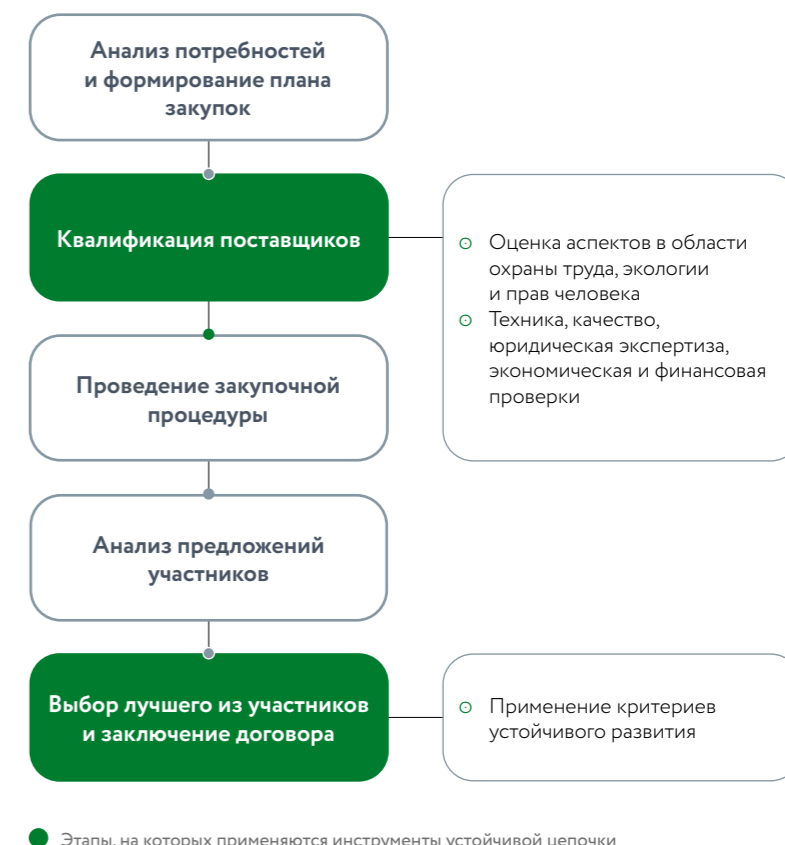 Анализ потребностей
и формирование плана
закупок
Квалификация поставщиков
Оценка аспектов в области
охраны труда, экологии
и прав человека
Техника, качество,
юридическая экспертиза,
экономическая и финансовая
проверки
Проведение закупочной
процедуры
Анализ предложений
участников
Выбор лучшего из участников
и заключение договора
Применение критериев
устойчивого развития
Этапы, на которых применяются инструменты устойчивой цепочки